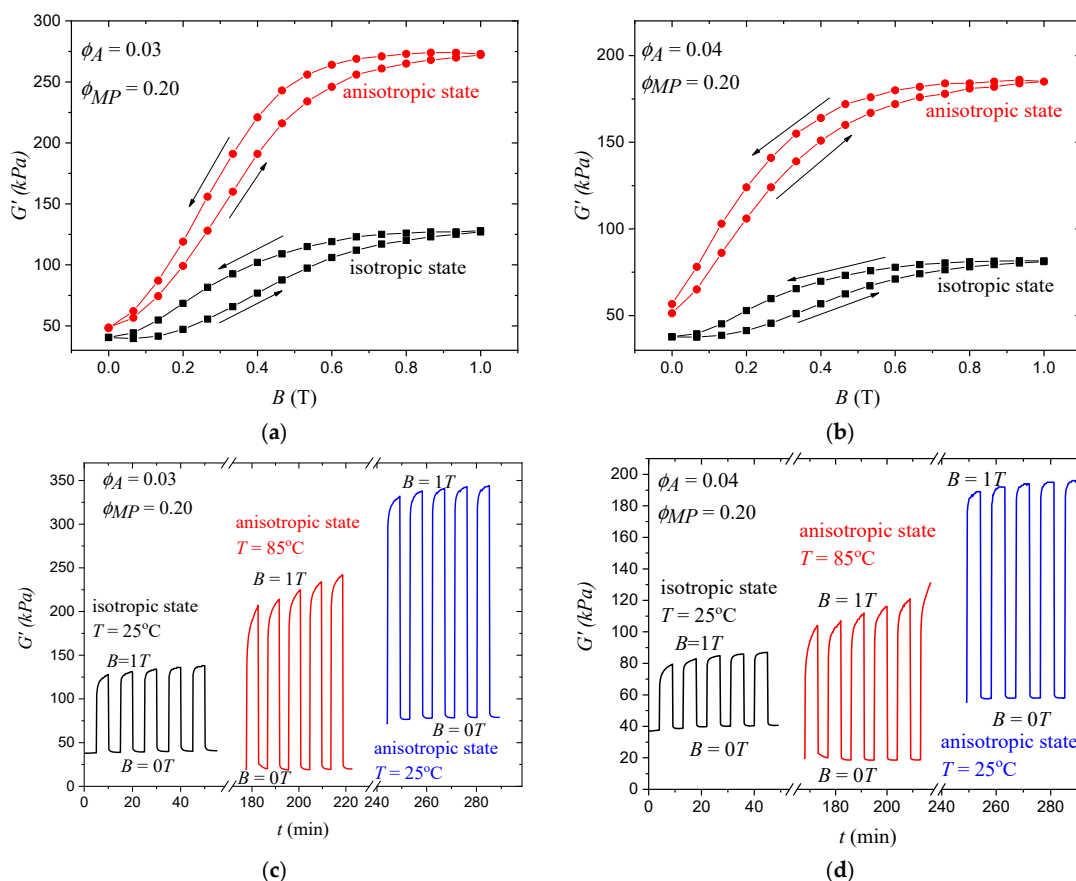 300
250
200
150
100
50
G′ (kPa)
ϕA = 0.03
ϕMP = 0.20
anisotropic state
isotropic state
0.0 0.2 0.4 0.6 0.8 1.0
B (T)
(a)
200
150
100
50
G′ (kPa)
ϕA = 0.04
ϕMP = 0.20
anisotropic state
isotropic state
0.0 0.2 0.4 0.6 0.8 1.0
B (T)
(b)
350
300
250
200
150
100
50
0
G′ (kPa)
ϕA = 0.03
ϕMP = 0.20
B = 1T
anisotropic state
T = 85°C
B = 1T
isotropic state
T = 25°C
B=1T
B = 0T
B = 0T
B = 0T
anisotropic state
T = 25°C
0 20 40 180 200 220 240 260 280
t (min)
(c)
200
180
160
140
120
100
80
60
40
20
0
G′ (kPa)
ϕA = 0.04
ϕMP = 0.20
B = 1T
anisotropic state
T = 85°C
B = 1T
isotropic state
T = 25°C
B=1T
B = 0T
B = 0T
B = 0T
anisotropic state
T = 25°C
0 20 40 180 200 240 260 280
t (min)
(d)